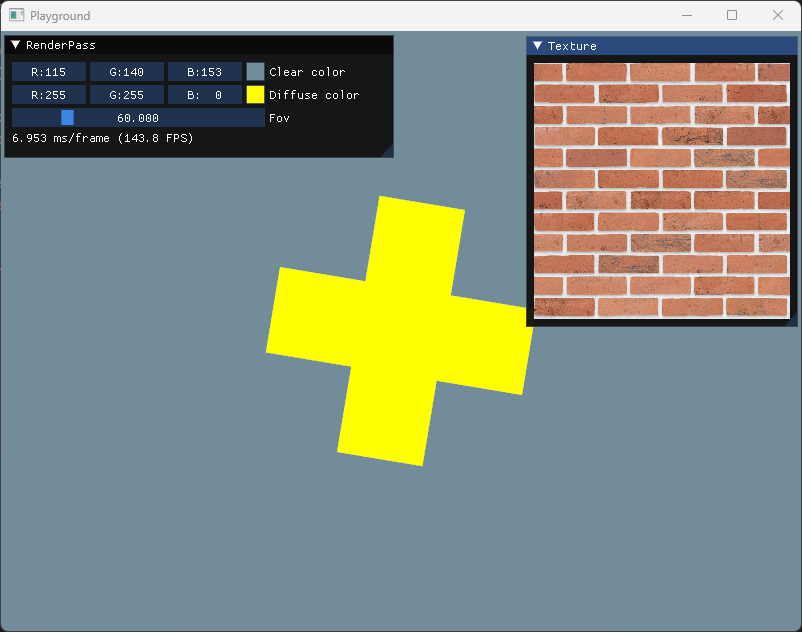 Playground
RenderPass
R:115 G:140 B:153 Clear color
R:255 G:255 B: 0 Diffuse color
60.000 Fov
6.953 ms/frame (143.8 FPS)
Texture